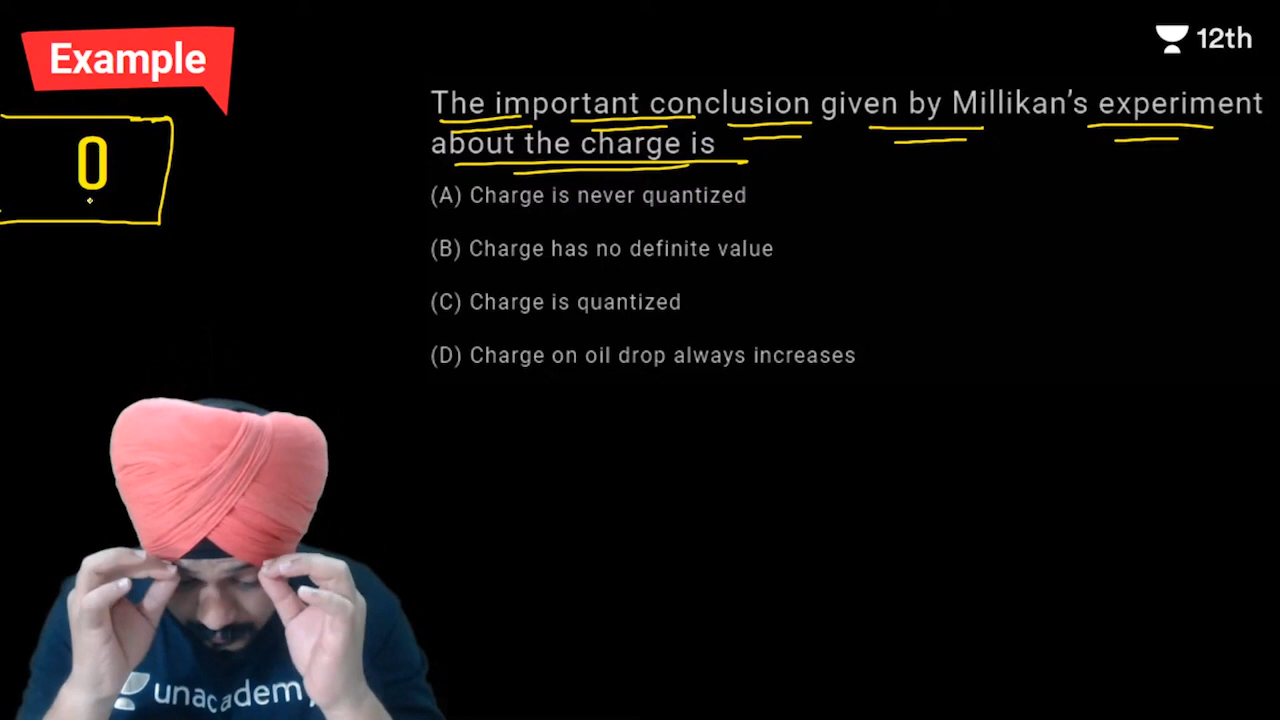 Example
12th
0
The important conclusion given by Millikan’s experiment
about the charge is
(A) Charge is never quantized
(B) Charge has no definite value
(C) Charge is quantized
(D) Charge on oil drop always increases
unacademy